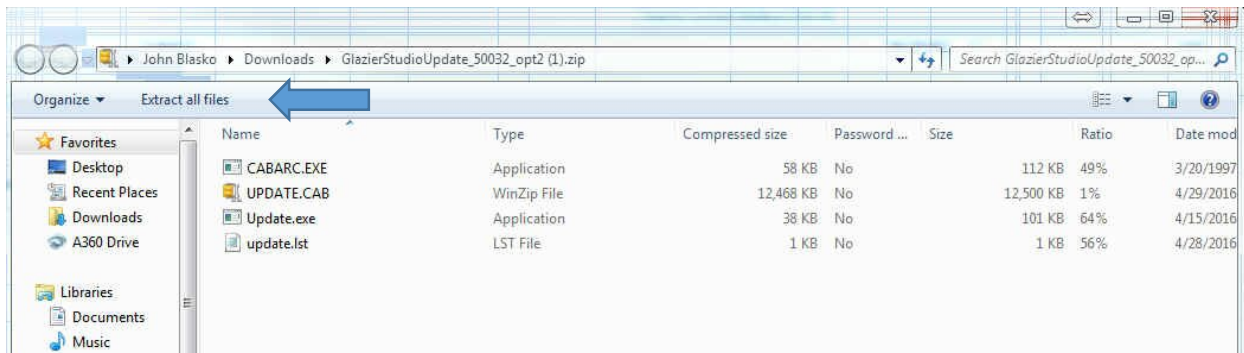 John Blasko Downloads GlazierStudioUpdate_50032_opt2 (1).zip Search GlazierStudioUpdate_50032_op...
Organize Extract all files
Favorites Name Type Compressed size Password ... Size Ratio Date mod
Desktop CABARC.EXE Application 58 KB No 112 KB 49% 3/20/1997
Recent Places UPDATE.CAB WinZip File 12,468 KB No 12,500 KB 1% 4/29/2016
Downloads Update.exe Application 38 KB No 101 KB 64% 4/15/2016
A360 Drive update.lst LST File 1 KB No 1 KB 56% 4/28/2016
Libraries
Documents
Music